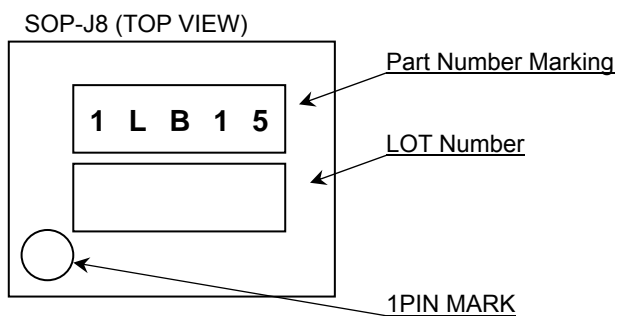 SOP-J8 (TOP VIEW)
Part Number Marking
1 L B 1 5
LOT Number
1PIN MARK